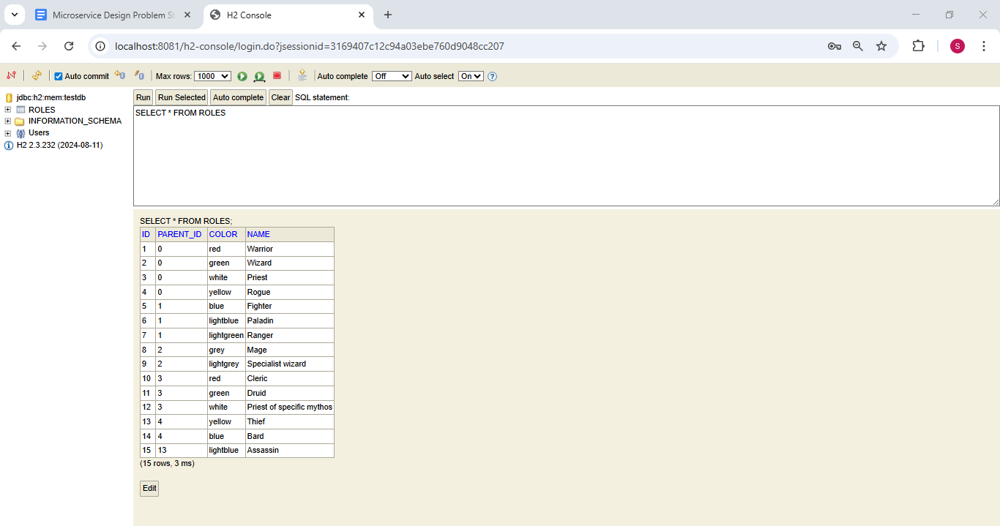 Microservice Design Problem St
H2 Console
localhost:8081/h2-console/login.do?jsessionid=3169407c12c94a03ebe760d9048cc207
S
Auto commit Max rows: 1000 Auto complete Off Auto select On ?
jdbc:h2:mem:testdb
ROLES
INFORMATION_SCHEMA
Users
H2 2.3.232 (2024-08-11)
Run Run Selected Auto complete Clear SQL statement:
SELECT * FROM ROLES
SELECT * FROM ROLES;
ID PARENT_ID COLOR NAME
1 0 red Warrior
2 0 green Wizard
3 0 white Priest
4 0 yellow Rogue
5 1 blue Fighter
6 1 lightblue Paladin
7 1 lightgreen Ranger
8 2 grey Mage
9 2 lightgrey Specialist wizard
10 3 red Cleric
11 3 green Druid
12 3 white Priest of specific mythos
13 4 yellow Thief
14 4 blue Bard
15 13 lightblue Assassin
(15 rows, 3 ms)
Edit